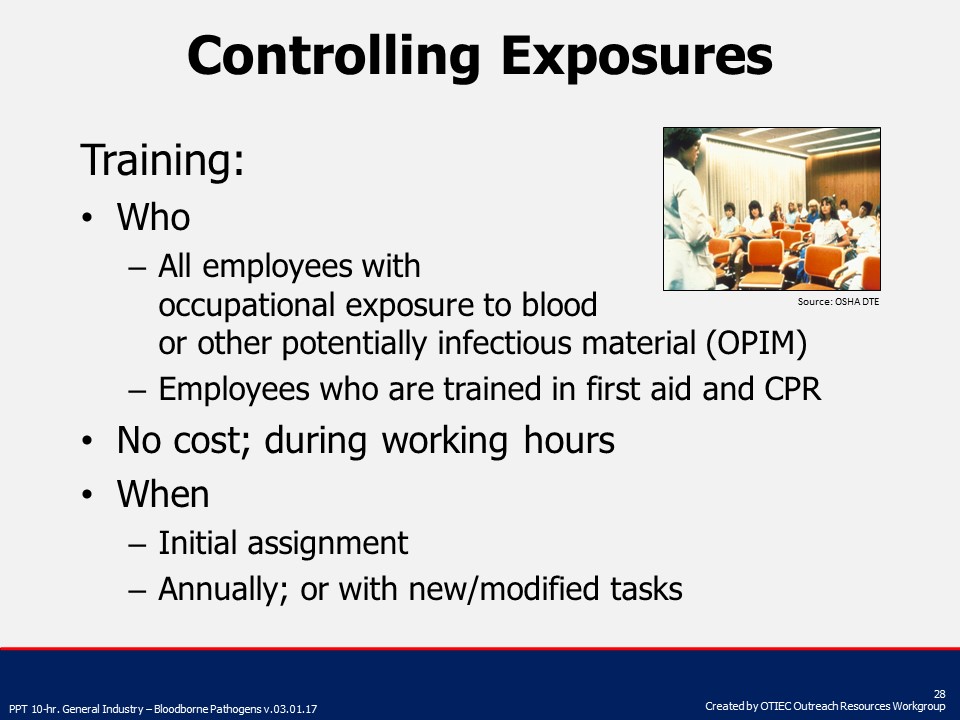 Controlling Exposures
Training:
• Who
– All employees with
occupational exposure to blood
or other potentially infectious material (OPIM)
– Employees who are trained in first aid and CPR
• No cost; during working hours
• When
– Initial assignment
– Annually; or with new/modified tasks
Source: OSHA DTE
28
PPT 10-hr. General Industry – Bloodborne Pathogens v.03.01.17
Created by OTIEC Outreach Resources Workgroup